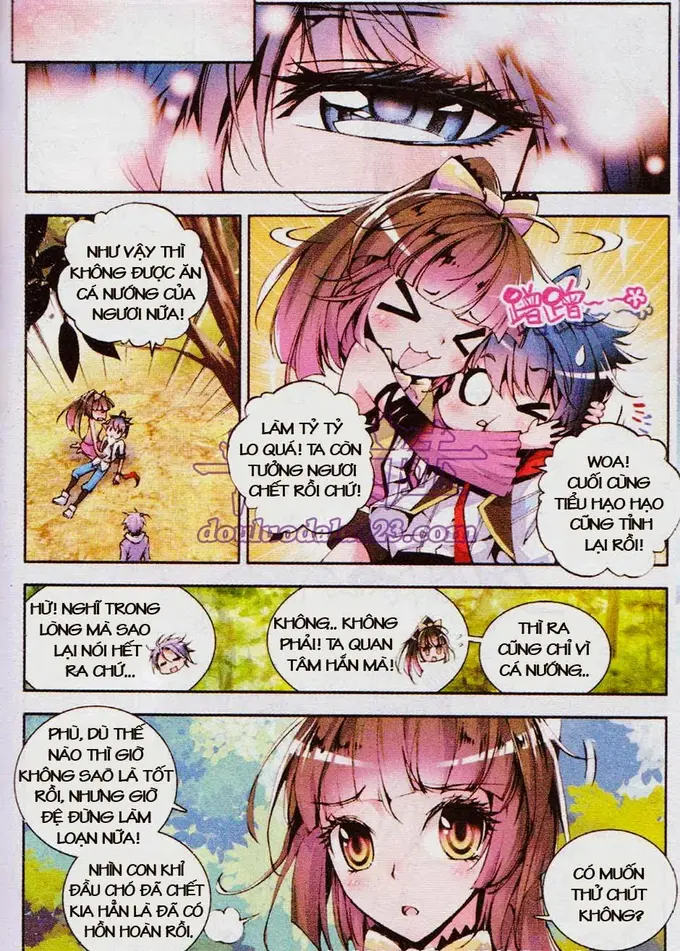 蹭蹭~~
WOA!
CUỐI CÙNG
TIỂU HẠO HẠO
CŨNG TỈNH
LẠI RỒI!
LÀM TỶ TỶ
LO QUÁ! TA CÒN
TƯỞNG NGƯƠI
CHẾT RỒI CHỨ!
NHƯ VẬY THÌ
KHÔNG ĐƯỢC ĂN
CÁ NƯỚNG CỦA
NGƯƠI NỮA!
THÌ RA
CŨNG CHỈ VÌ
CÁ NƯỚNG..
KHÔNG.. KHÔNG
PHẢI! TA QUAN
TÂM HẮN MÀ!
HỪ! NGHĨ TRONG
LÒNG MÀ SAO
LẠI NÓI HẾT
RA CHỨ...
PHÙ, DÙ THẾ
NÀO THÌ GIỜ
KHÔNG SAO LÀ TỐT
RỒI, NHƯNG GIỜ
ĐỆ ĐỪNG LÀM
LOẠN NỮA!
NHÌN CON KHỈ
ĐẦU CHÓ ĐÃ CHẾT
KIA HẲN LÀ ĐÃ CÓ
HỒN HOÀN RỒI,
CÓ MUỐN
THỬ CHÚT
KHÔNG?